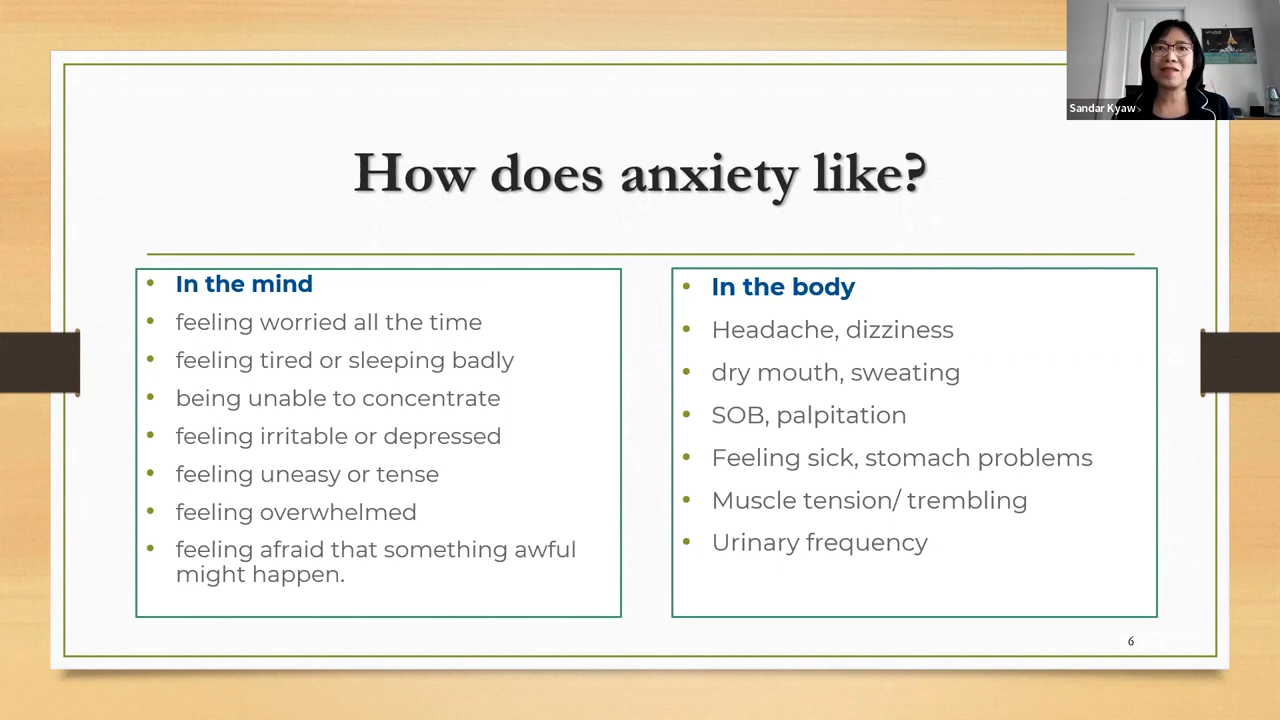 Sandar Kyaw
How does anxiety like?
In the mind
feeling worried all the time
feeling tired or sleeping badly
being unable to concentrate
feeling irritable or depressed
feeling uneasy or tense
feeling overwhelmed
feeling afraid that something awful
might happen.
In the body
Headache, dizziness
dry mouth, sweating
SOB, palpitation
Feeling sick, stomach problems
Muscle tension/ trembling
Urinary frequency
6